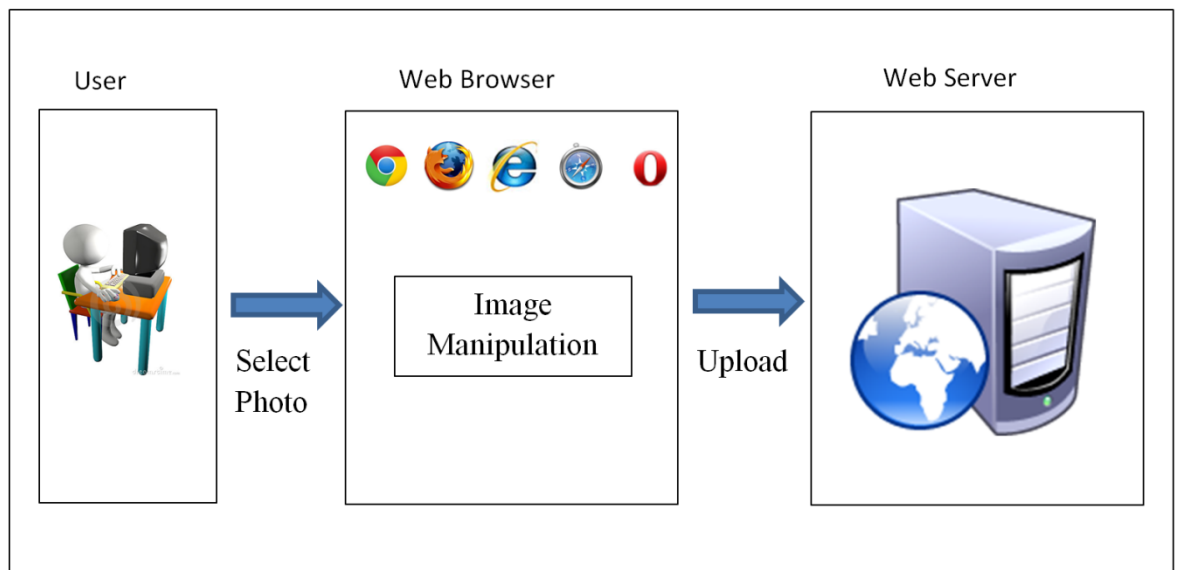 User
Web Browser
Web Server
Image
Manipulation
Select
Photo
Upload